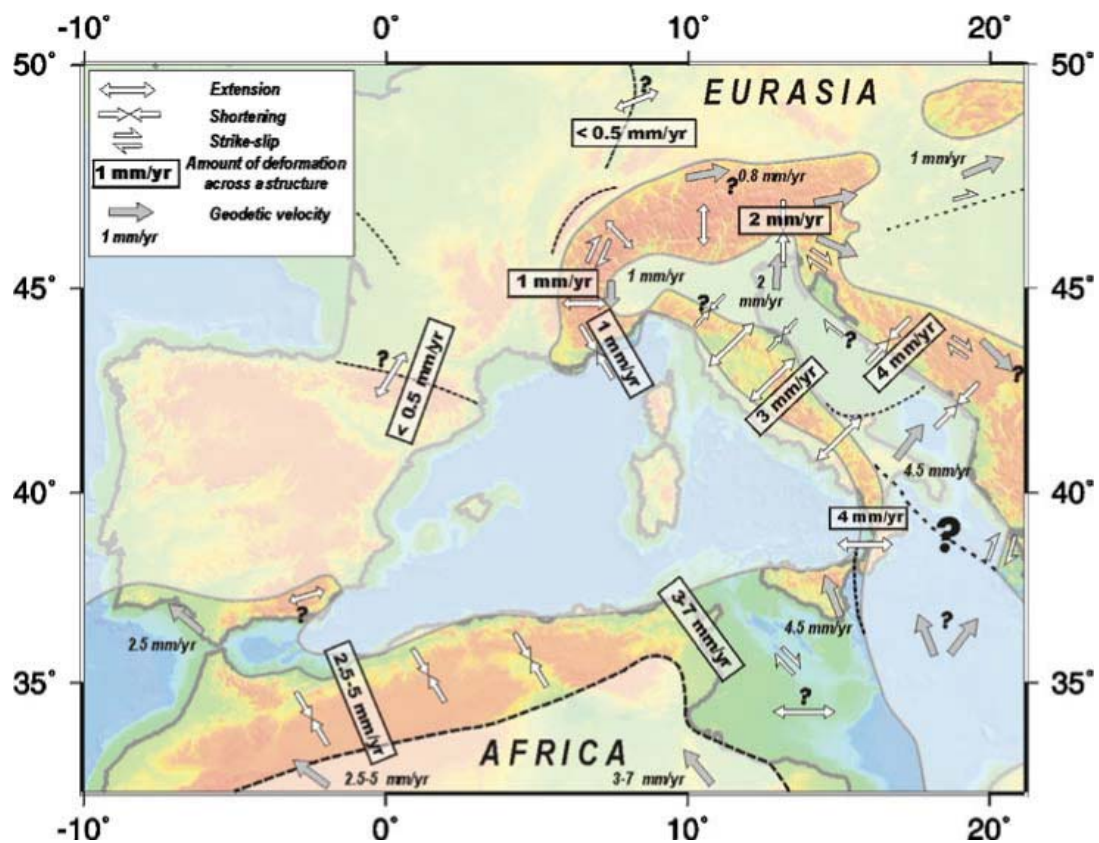 -10° 0° 10° 20°
50° 50°
Extension
Shortening
Strike-slip
1 mm/yr Amount of deformation
across a structure
Geodetic velocity
1 mm/yr
EURASIA
?
< 0.5 mm/yr
1 mm/yr
0.8 mm/yr
?
2 mm/yr
45° 45°
1 mm/yr
1 mm/yr
2
mm/yr
?
1 mm/yr
?
4 mm/yr
?
?
< 0.5 mm/yr
3 mm/yr
4.5 mm/yr
40° 40°
4 mm/yr
?
?
2.5 mm/yr
3-7 mm/yr
4.5 mm/yr
?
35° 35°
2.5-5 mm/yr
?
AFRICA
2.5-5 mm/yr
3-7 mm/yr
-10° 0° 10° 20°